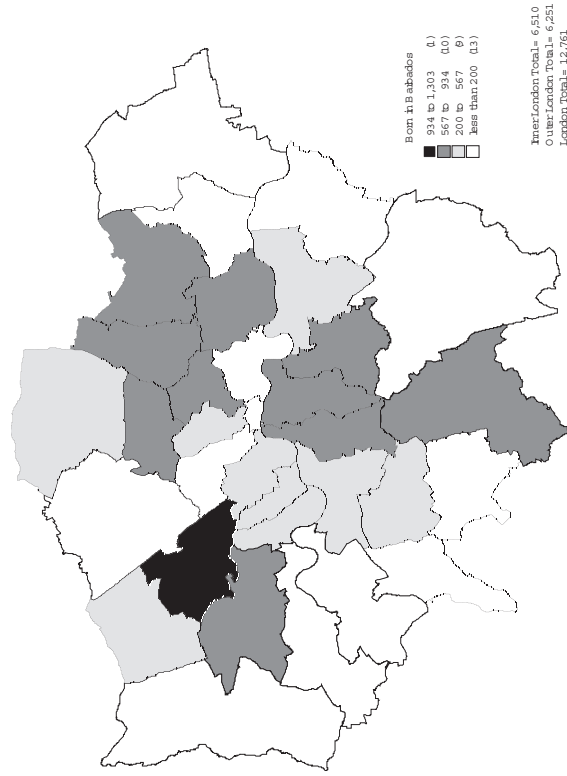 Born in Barbados
934 to 1,303 (1)
567 to 934 (10)
200 to 567 (9)
less than 200 (13)
Inner London Total = 6,510
Outer London Total = 6,251
London Total = 12,761